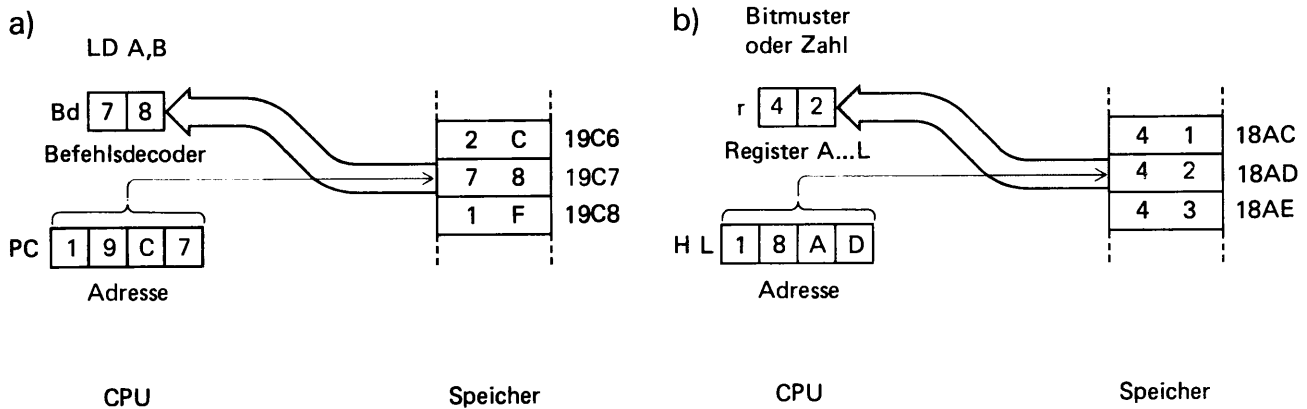 a)
LD A,B
Bd 7 8
Befehlsdecoder
2 C 19C6
7 8 19C7
1 F 19C8
PC 1 9 C 7
Adresse
CPU Speicher
b)
Bitmuster
oder Zahl
r 4 2
Register A...L
4 1 18AC
4 2 18AD
4 3 18AE
H L 1 8 A D
Adresse
CPU Speicher